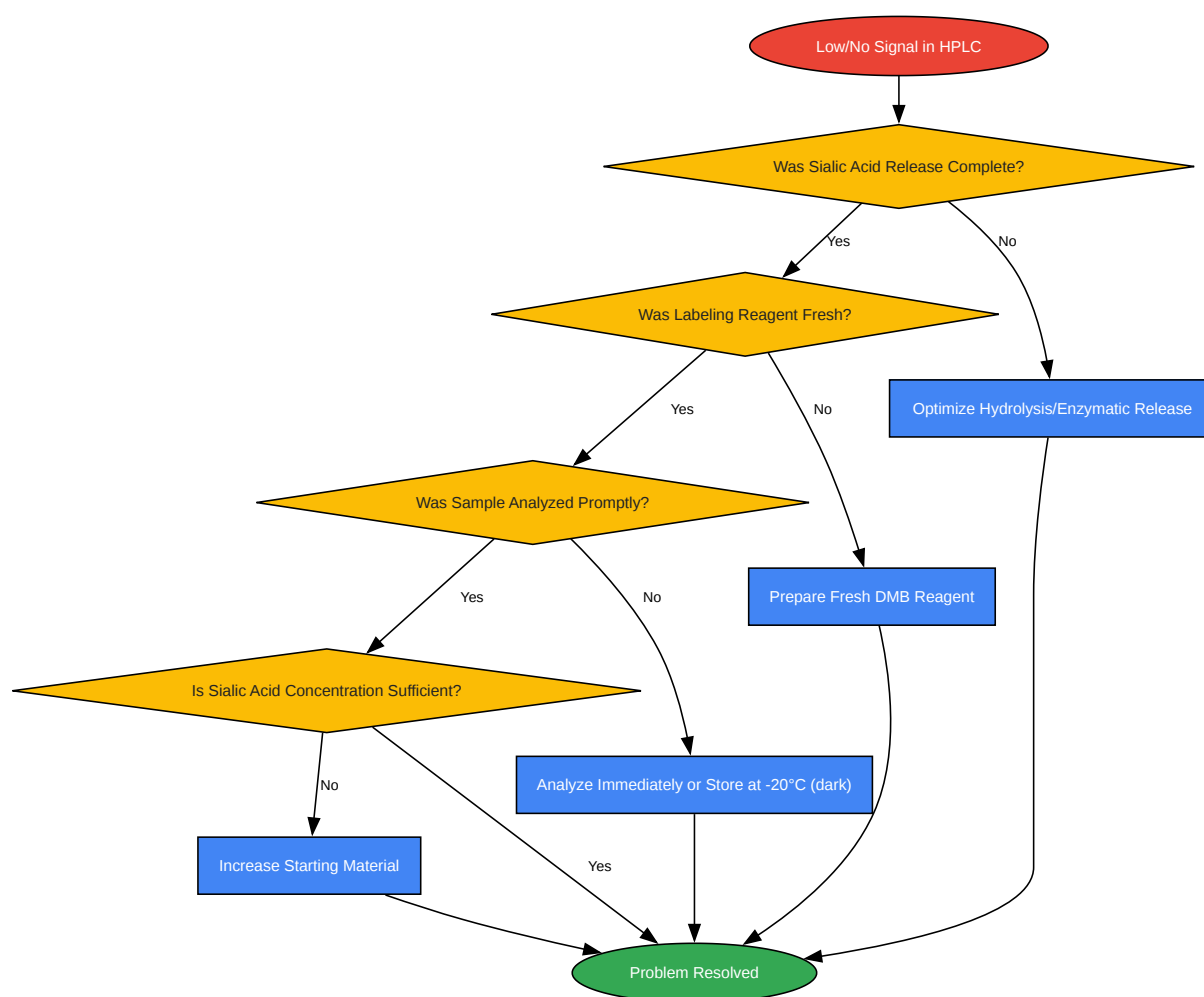 Low/No Signal in HPLC
Was Sialic Acid Release Complete?
Yes
No
Was Labeling Reagent Fresh?
Optimize Hydrolysis/Enzymatic Release
Yes
No
Was Sample Analyzed Promptly?
Prepare Fresh DMB Reagent
Yes
No
Is Sialic Acid Concentration Sufficient?
Analyze Immediately or Store at -20°C (dark)
No
Increase Starting Material
Yes
Problem Resolved